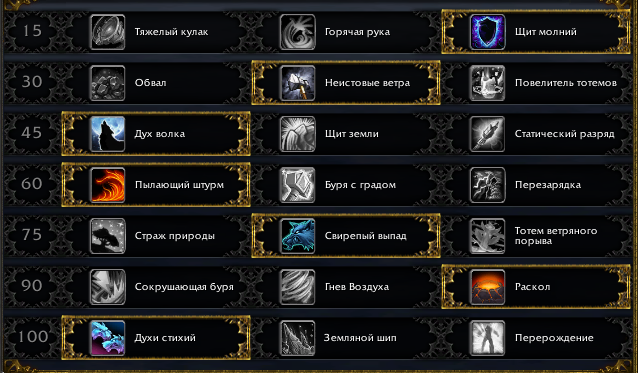 15 Тяжелый кулак Горячая рука Щит молний
30 Обвал Неистовые ветра Повелитель тотемов
45 Дух волка Щит земли Статический разряд
60 Пылающий штурм Буря с градом Перезарядка
75 Страж природы Свирепый выпад Тотем ветряного
порыва
90 Сокрушающая буря Гнев Воздуха Раскол
100 Духи стихий Земляной шип Перерождение